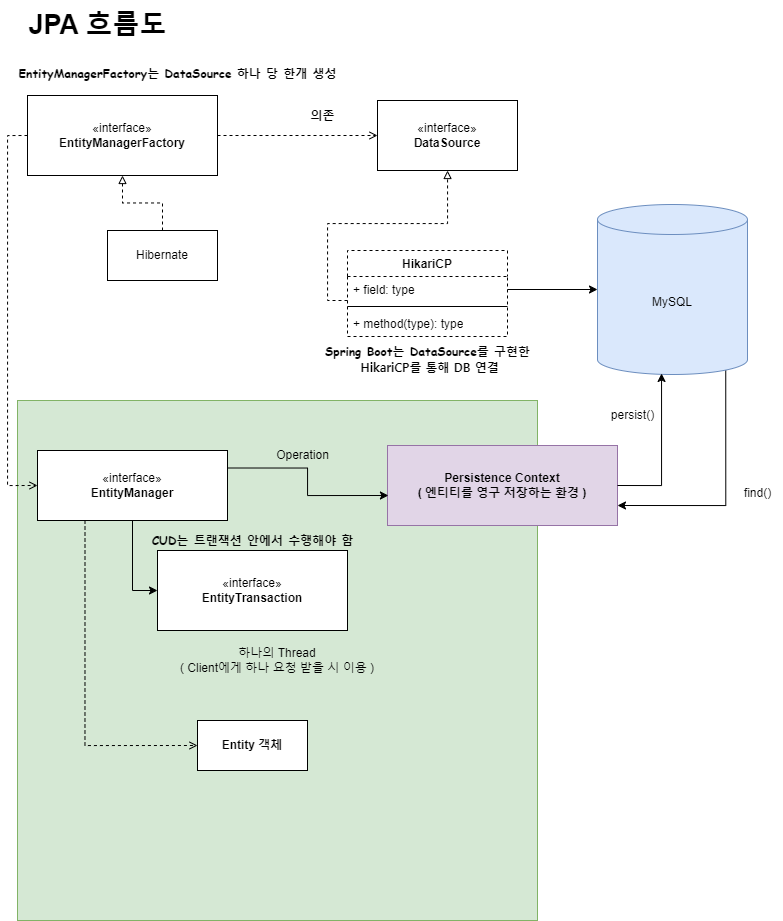 JPA 흐름도
EntityManagerFactory는 DataSource 하나 당 한개 생성
«interface»
EntityManagerFactory
의존
«interface»
DataSource
Hibernate
HikariCP
+ field: type
+ method(type): type
MySQL
Spring Boot는 DataSource를 구현한
HikariCP를 통해 DB 연결
persist()
find()
«interface»
EntityManager
Operation
Persistence Context
( 엔티티를 영구 저장하는 환경 )
CUD는 트랜잭션 안에서 수행해야 함
«interface»
EntityTransaction
하나의 Thread
( Client에게 하나 요청 받을 시 이용 )
Entity 객체